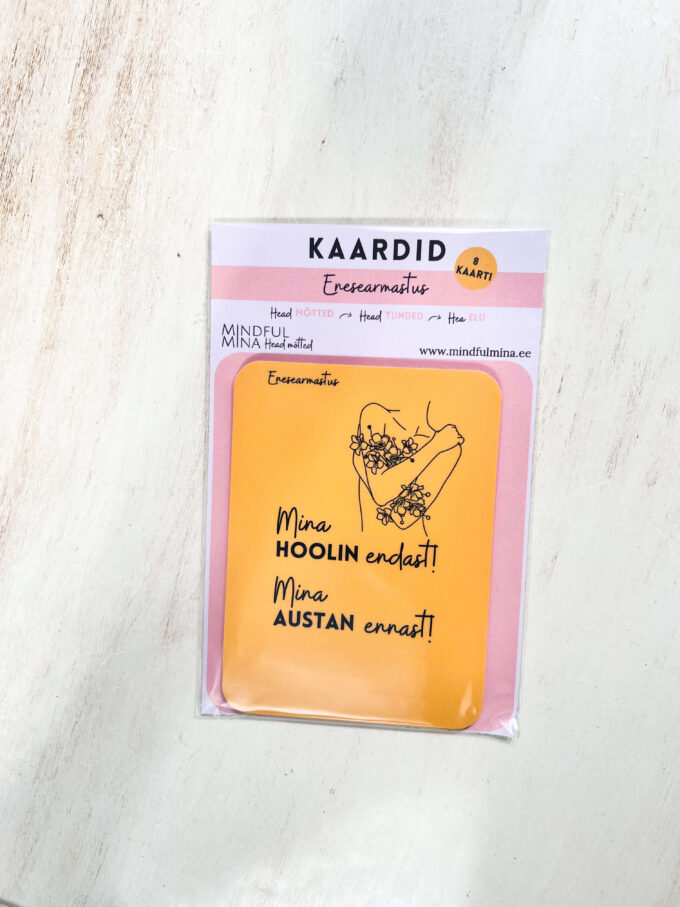 KAARDID
8
KAARTI
Enesearmastus
Head MÕTTED Head TUNDED Hea ELU
MINDFUL
MINA Head mõtted
www.mindfulmina.ee
Enesearmastus
Mina
HOOLIN endast!
Mina
AUSTAN ennast!